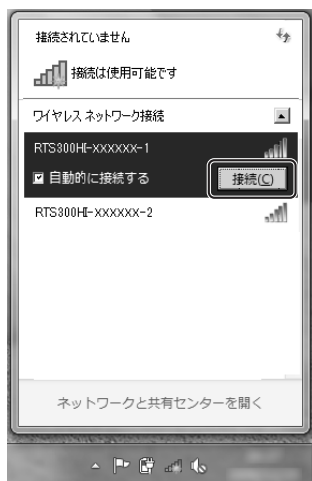 接続されていません
接続は使用可能です
ワイヤレス ネットワーク接続
RTS300HI-XXXXXX-1
自動的に接続する
接続(C)
RTS300HI-XXXXXX-2
ネットワークと共有センターを開く